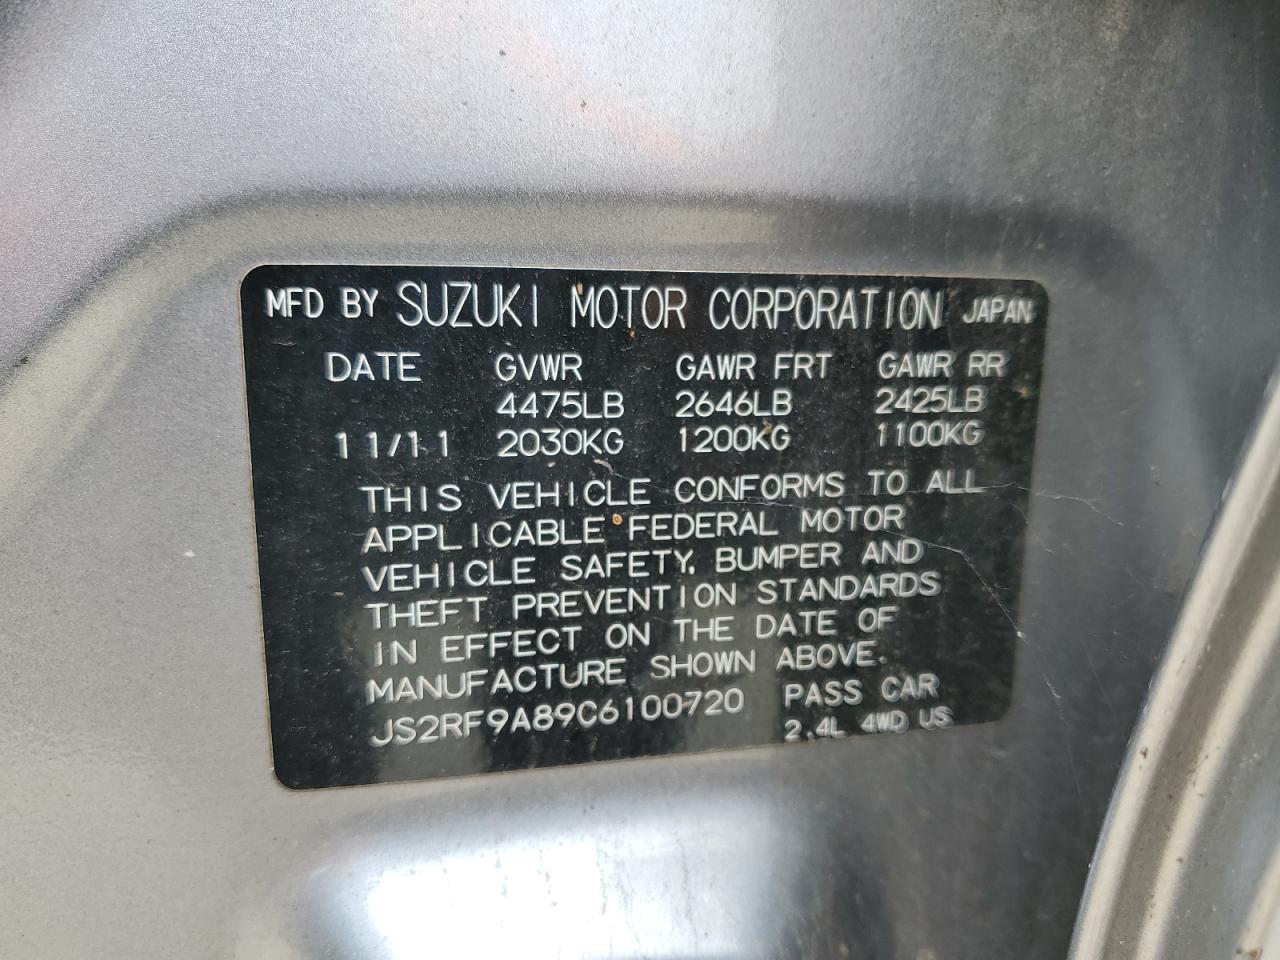 MFD BY SUZUKI MOTOR CORPORATION JAPAN
DATE GVWR GAWR FRT GAWR RR
4475LB 2646LB 2425LB
11/11 2030KG 1200KG 1100KG
THIS VEHICLE CONFORMS TO ALL
APPLICABLE FEDERAL MOTOR
VEHICLE SAFETY, BUMPER AND
THEFT PREVENTION STANDARDS
IN EFFECT ON THE DATE OF
MANUFACTURE SHOWN ABOVE.
JS2RF9A89C6100720 PASS CAR
2.4L 4WD US